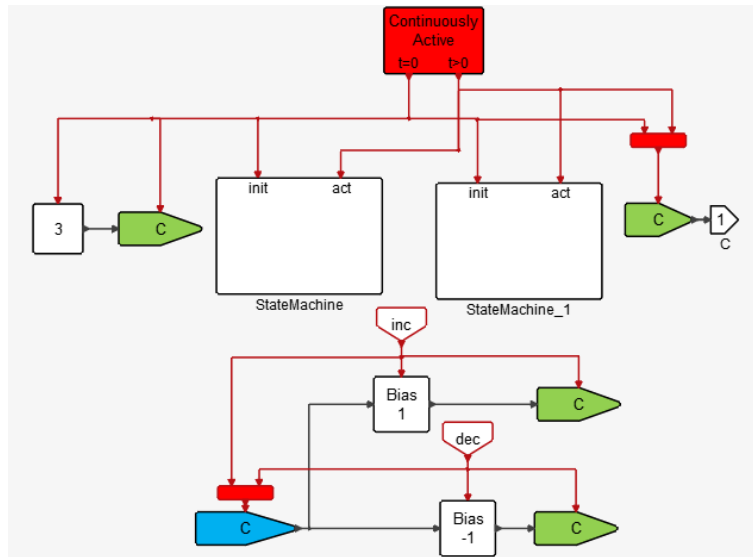 Continuously
Active
t=0 t>0
init act
init act
3
C
C
1
C
StateMachine
StateMachine_1
inc
Bias
1
C
dec
C
Bias
-1
C